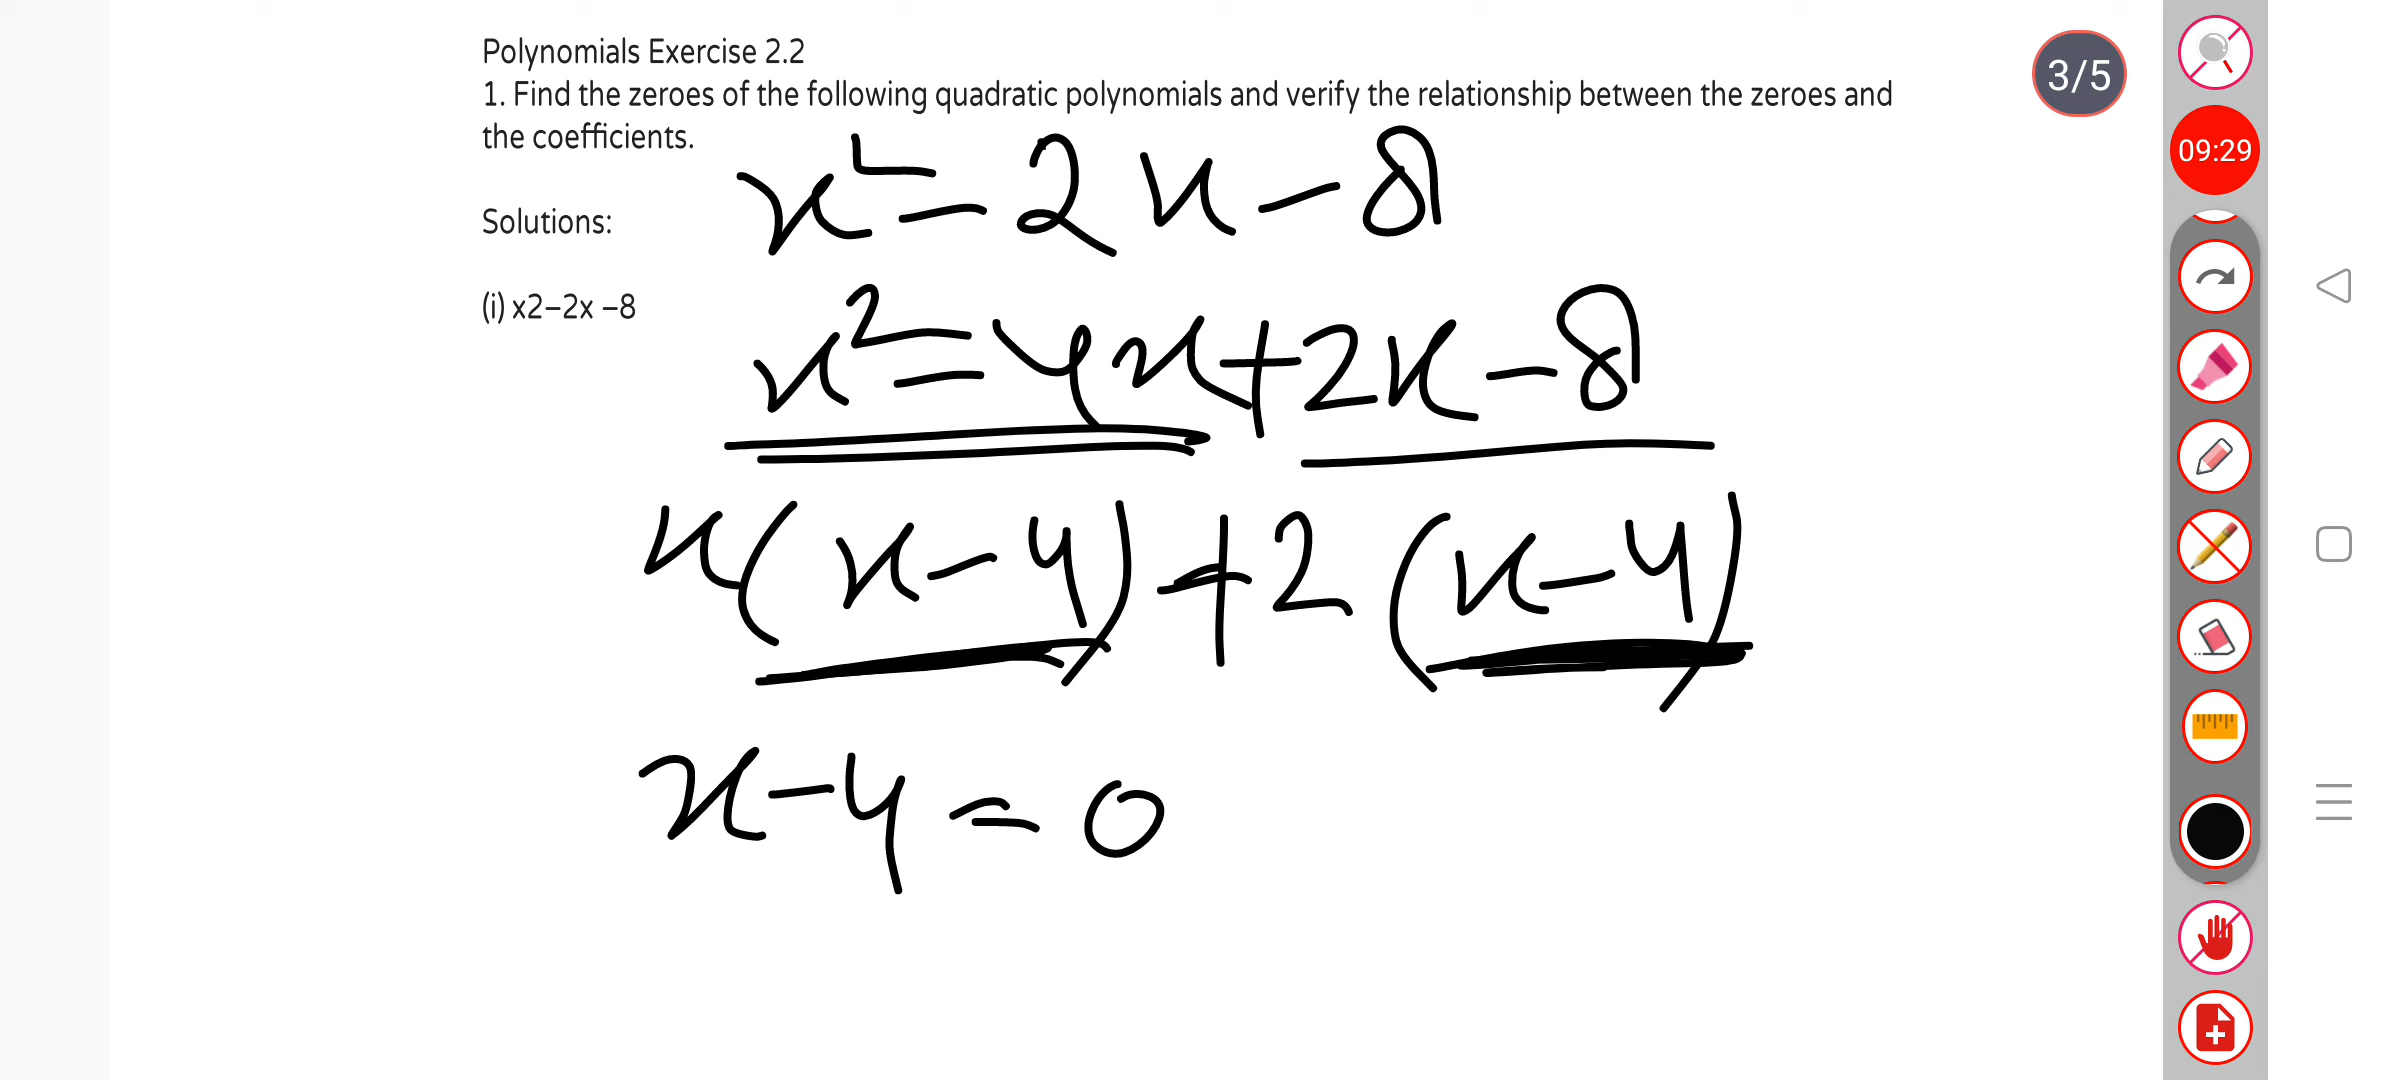 Polynomials Exercise 2.2
1. Find the zeroes of the following quadratic polynomials and verify the relationship between the zeroes and
the coefficients.
x²=2x-8
Solutions:
(i) x2–2x –8
x²=4x+2x-8
x(x-4)+2(x-4)
x-4=0
3/5
09:29